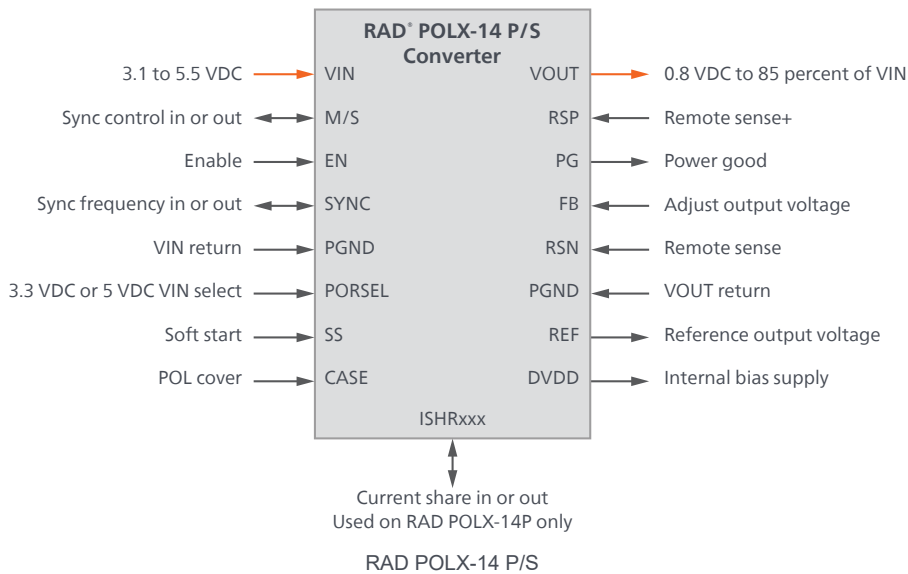 RAD® POLX-14 P/S
Converter
3.1 to 5.5 VDC VIN VOUT 0.8 VDC to 85 percent of VIN
Sync control in or out M/S RSP Remote sense+
Enable EN PG Power good
Sync frequency in or out SYNC FB Adjust output voltage
VIN return PGND RSN Remote sense
3.3 VDC or 5 VDC VIN select PORSEL PGND VOUT return
Soft start SS REF Reference output voltage
POL cover CASE DVDD Internal bias supply
ISHRxxx
Current share in or out
Used on RAD POLX-14P only
RAD POLX-14 P/S